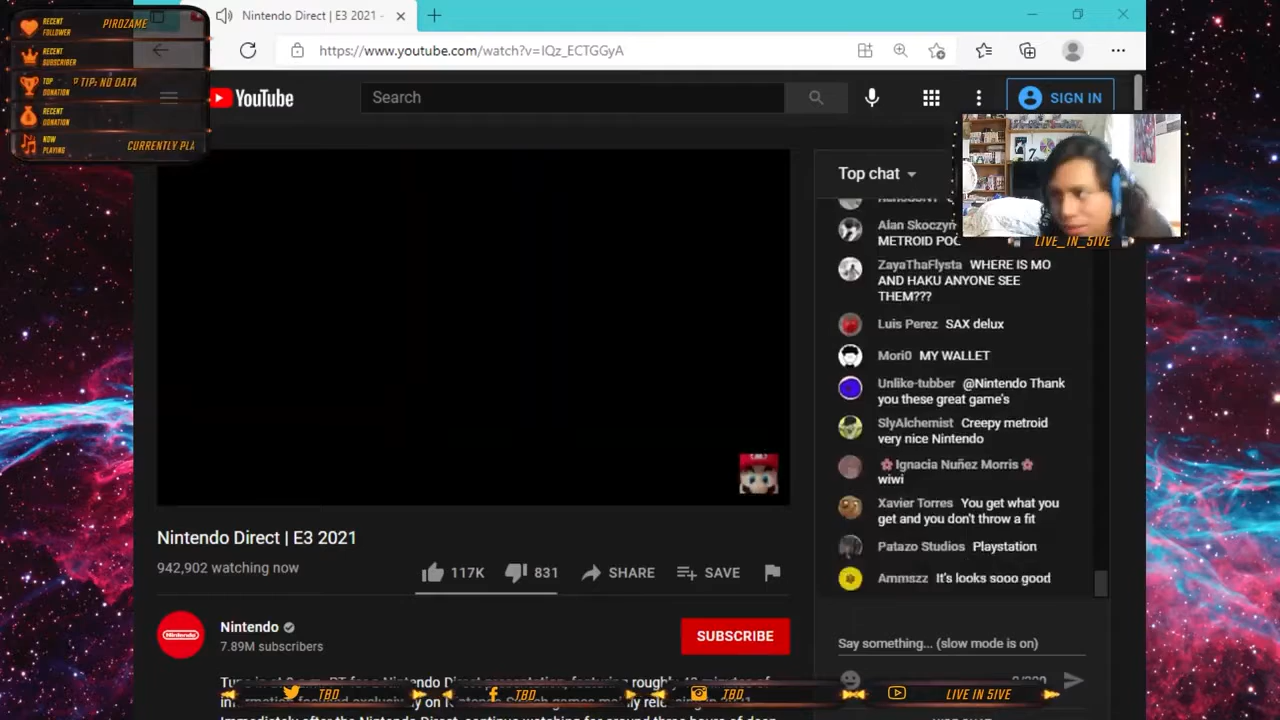 Nintendo Direct | E3 2021 -
https://www.youtube.com/watch?v=IQz_ECTGGyA
RECENT FOLLOWER
PIROZAME
RECENT SUBSCRIBER
TOP DONATION
TIP: NO DATA
RECENT DONATION
NOW PLAYING
CURRENTLY PLA
YouTube
Search
SIGN IN
LIVE_IN_5IVE
Top chat
Alan Skoczyn
METROID
ZayaThaFlysta WHERE IS MO
AND HAKU ANYONE SEE
THEM???
Luis Perez SAX delux
Mori0 MY WALLET
Unlike-tubber @Nintendo Thank
you these great game's
SlyAlchemist Creepy metroid
very nice Nintendo
🌸 Ignacia Nuñez Morris 🌸
wiwi
Xavier Torres You get what you
get and you don't throw a fit
Patazo Studios Playstation
Ammszz It's looks sooo good
Say something... (slow mode is on)
Nintendo Direct | E3 2021
942,902 watching now
117K
831
SHARE
SAVE
Nintendo
Nintendo
7.89M subscribers
SUBSCRIBE
TBD
TBD
TBD
LIVE IN 5IVE